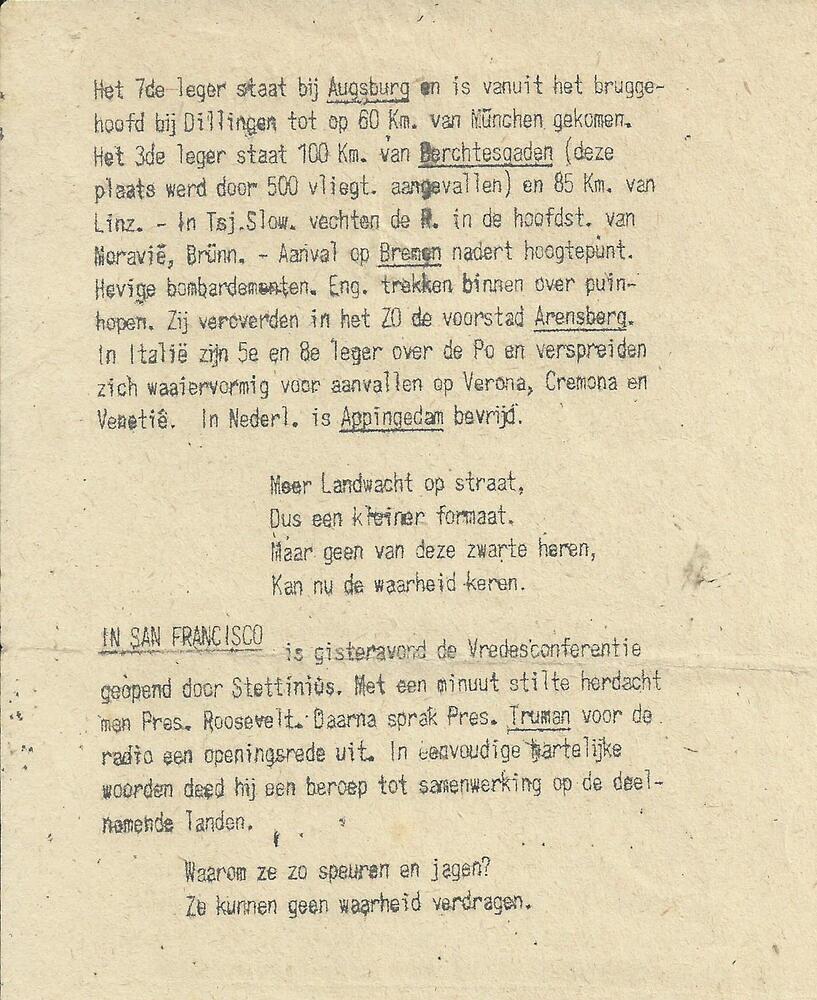 Het 7de leger staat bij Augsburg en is vanuit het brugge-
hoofd bij Dillingen tot op 60 Km. van München gekomen.
Het 3de leger staat 100 Km. van Berchtesgaden (deze
plaats werd door 500 vliegt. aangevallen) en 85 Km. van
Linz. - In Tsj.Slow. vechten de R. in de hoofdst. van
Moravië, Brünn. - Aanval op Bremen nadert hoogtepunt.
Hevige bombardementen. Eng. trekken binnen over puin-
hopen. Zij veroverden in het ZO de voorstad Arensberg.
In Italië zijn 5e en 8e leger over de Po en verspreiden
zich waaiervormig voor aanvallen op Verona, Cremona en
Venetië. In Nederl. is Appingedam bevrijd.
Meer Landwacht op straat,
Dus een kleiner formaat.
Maar geen van deze zwarte heren,
Kan nu de waarheid keren.
IN SAN FRANCISCO is gisteravond de Vredesconferentie
geopend door Stettinius. Met een minuut stilte herdacht
men Pres. Roosevelt. Daarna sprak Pres. Truman voor de
radio een openingsrede uit. In eenvoudige hartelijke
woorden deed hij een beroep tot samenwerking op de deel-
nemende landen.
Waarom ze zo speuren en jagen?
Ze kunnen geen waarheid verdragen.